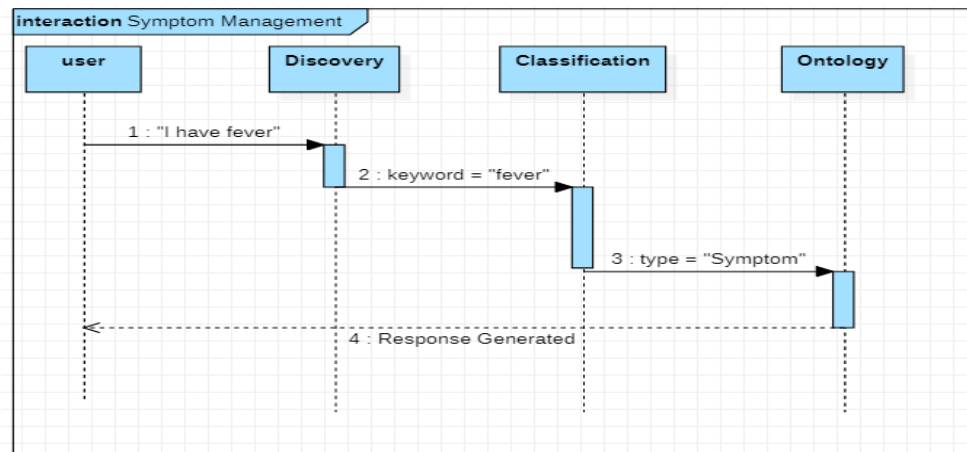 interaction Symptom Management
user
Discovery
Classification
Ontology
1 : "I have fever"
2 : keyword = "fever"
3 : type = "Symptom"
4 : Response Generated